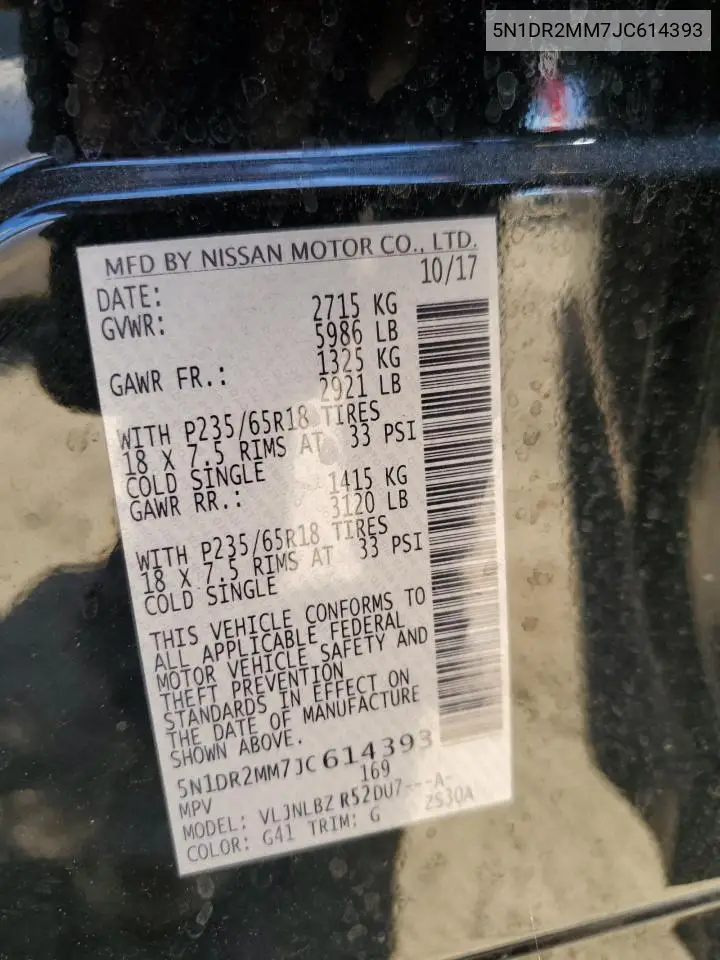 5N1DR2MM7JC614393
MFD BY NISSAN MOTOR CO., LTD.
DATE: 10/17
GVWR: 2715 KG
5986 LB
GAWR FR.: 1325 KG
2921 LB
WITH P235/65R18 TIRES
18 X 7.5 RIMS AT 33 PSI
COLD SINGLE
GAWR RR.: 1415 KG
3120 LB
WITH P235/65R18 TIRES
18 X 7.5 RIMS AT 33 PSI
COLD SINGLE
THIS VEHICLE CONFORMS TO
ALL APPLICABLE FEDERAL
MOTOR VEHICLE SAFETY AND
THEFT PREVENTION
STANDARDS IN EFFECT ON
THE DATE OF MANUFACTURE
SHOWN ABOVE.
5N1DR2MM7JC614393
MPV 169
MODEL: VLJNLBZ R52DU7---A-
COLOR: G41 TRIM: G 2S30A